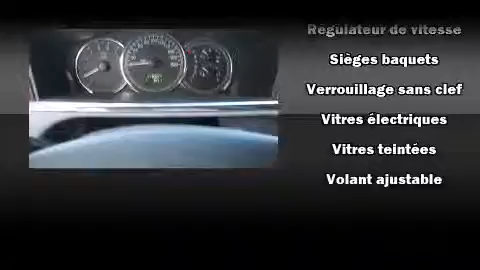 Régulateur de vitesse
Sièges baquets
Verrouillage sans clef
Vitres électriques
Vitres teintées
Volant ajustable